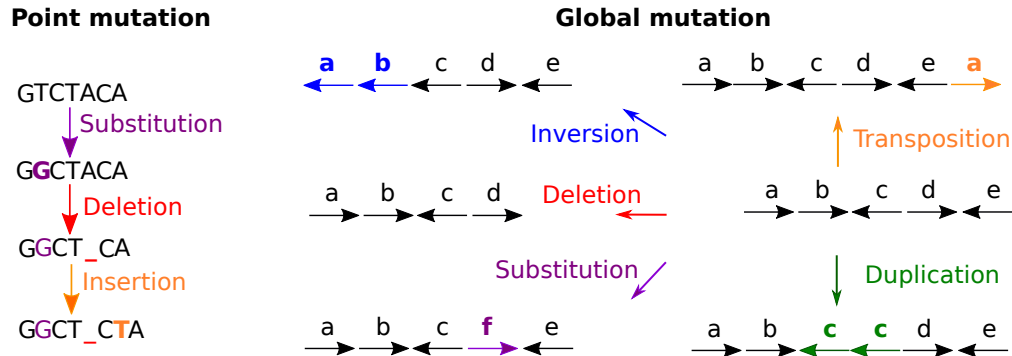 Point mutation
GTCTACA
Substitution
GGCTACA
Deletion
GGCT_CA
Insertion
GGCT_CTA
Global mutation
a b c d e
a b c d e a
Inversion
Transposition
a b c d
Deletion
a b c d e
Substitution
Duplication
a b c f e
a b c c d e